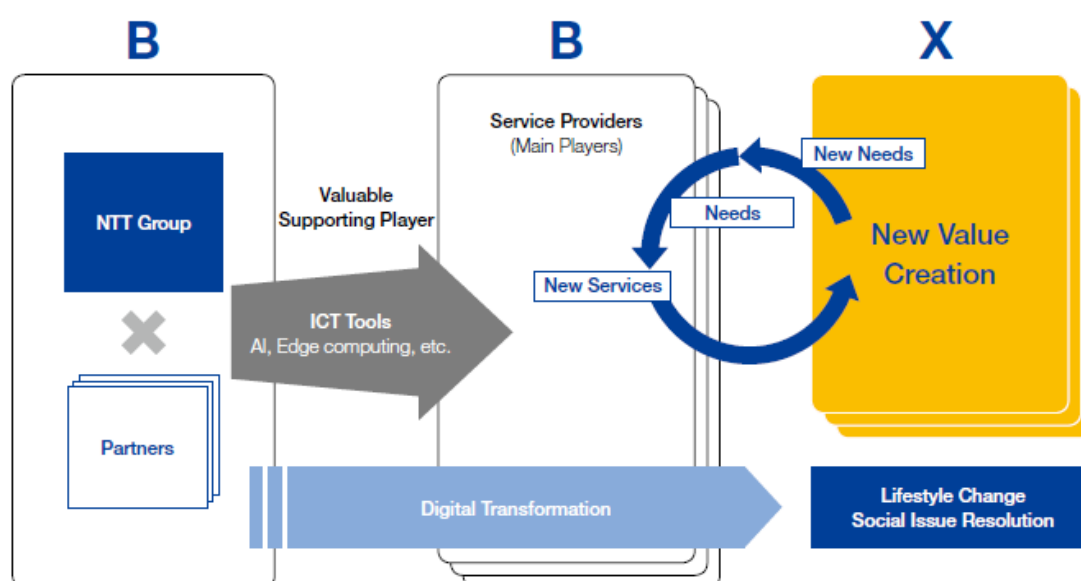 B
B
X
NTT Group
Partners
Valuable
Supporting Player
ICT Tools
AI, Edge computing, etc.
Service Providers
(Main Players)
New Needs
Needs
New Services
New Value
Creation
Digital Transformation
Lifestyle Change
Social Issue Resolution